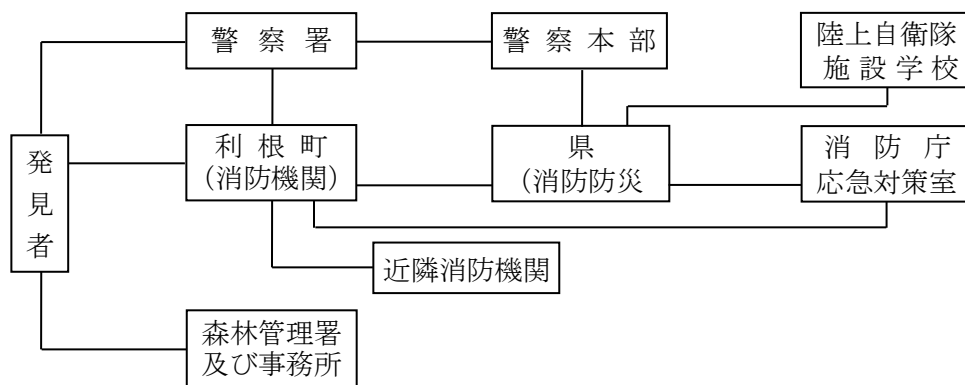 警察署
警察本部
陸上自衛隊
施設学校
発見者
利根町
（消防機関）
県
（消防防災
消防庁
応急対策室
近隣消防機関
森林管理署
及び事務所